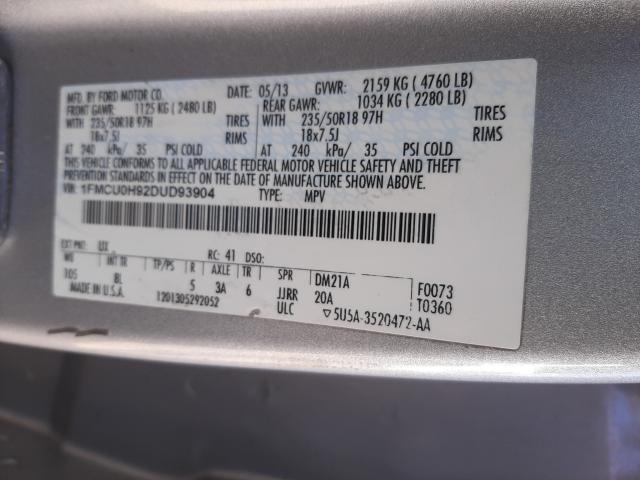 MFD. BY FORD MOTOR CO. DATE: 05/13 GVWR: 2159 KG ( 4760 LB)
FRONT GAWR: 1125 KG ( 2480 LB) REAR GAWR: 1034 KG ( 2280 LB)
WITH 235/50R18 97H TIRES WITH 235/50R18 97H TIRES
18x7.5J RIMS 18x7.5J RIMS
AT 240 kPa/ 35 PSI COLD AT 240 kPa/ 35 PSI COLD
THIS VEHICLE CONFORMS TO ALL APPLICABLE FEDERAL MOTOR VEHICLE SAFETY AND THEFT
PREVENTION STANDARDS IN EFFECT ON THE DATE OF MANUFACTURE SHOWN ABOVE.
VIN: 1FMCU0H92DUD93904 TYPE: MPV
EXT PNT: UX RC: 41 DSO:
WB INT TR TP/PS R AXLE TR SPR DM21A F0073
105 8L 5 3A 6 JJRR 20A T0360
MADE IN U.S.A. 1201305292052 ULC ▽5U5A-3520472-AA